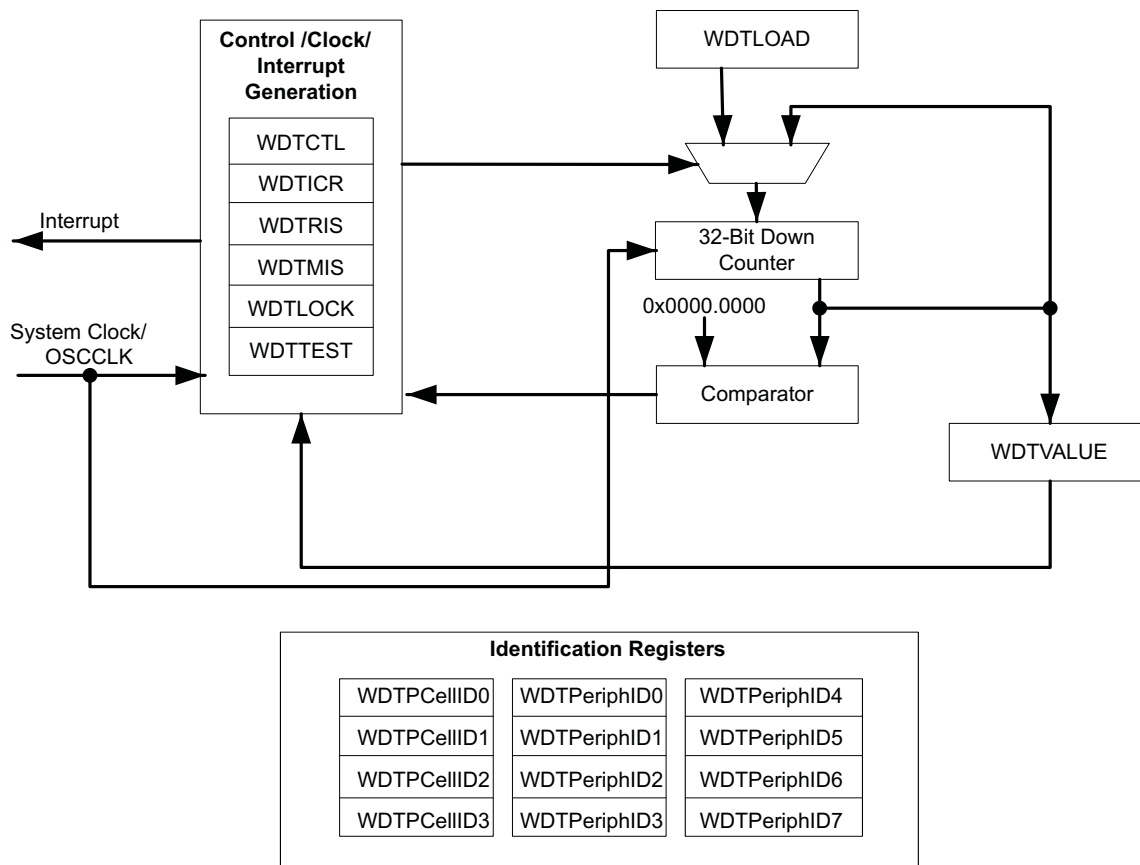 Control /Clock/
Interrupt
Generation
WDTCTL
WDTICR
WDTRIS
WDTMIS
WDTLOCK
WDTTEST
Interrupt
System Clock/
OSCCLK
WDTLOAD
32-Bit Down
Counter
0x0000.0000
Comparator
WDTVALUE
Identification Registers
WDTPCellID0
WDTPCellID1
WDTPCellID2
WDTPCellID3
WDTPeriphID0
WDTPeriphID1
WDTPeriphID2
WDTPeriphID3
WDTPeriphID4
WDTPeriphID5
WDTPeriphID6
WDTPeriphID7